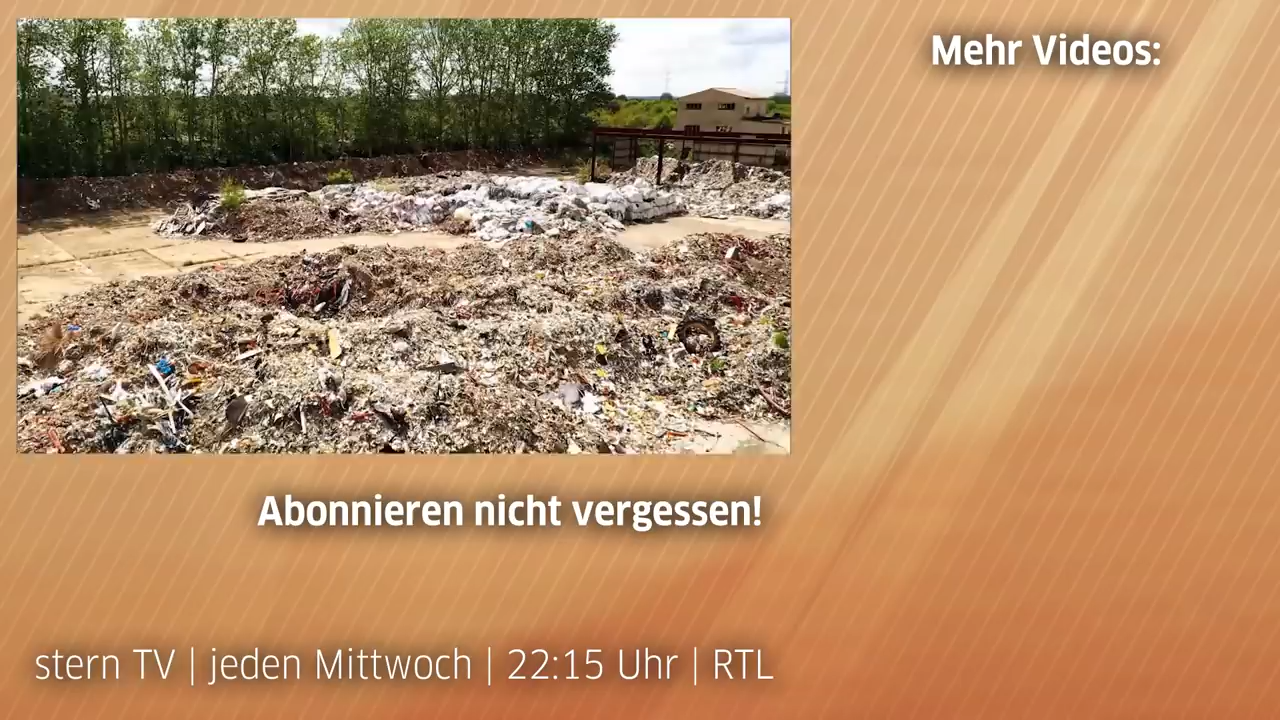 Mehr Videos:
Abonnieren nicht vergessen!
stern TV | jeden Mittwoch | 22:15 Uhr | RTL